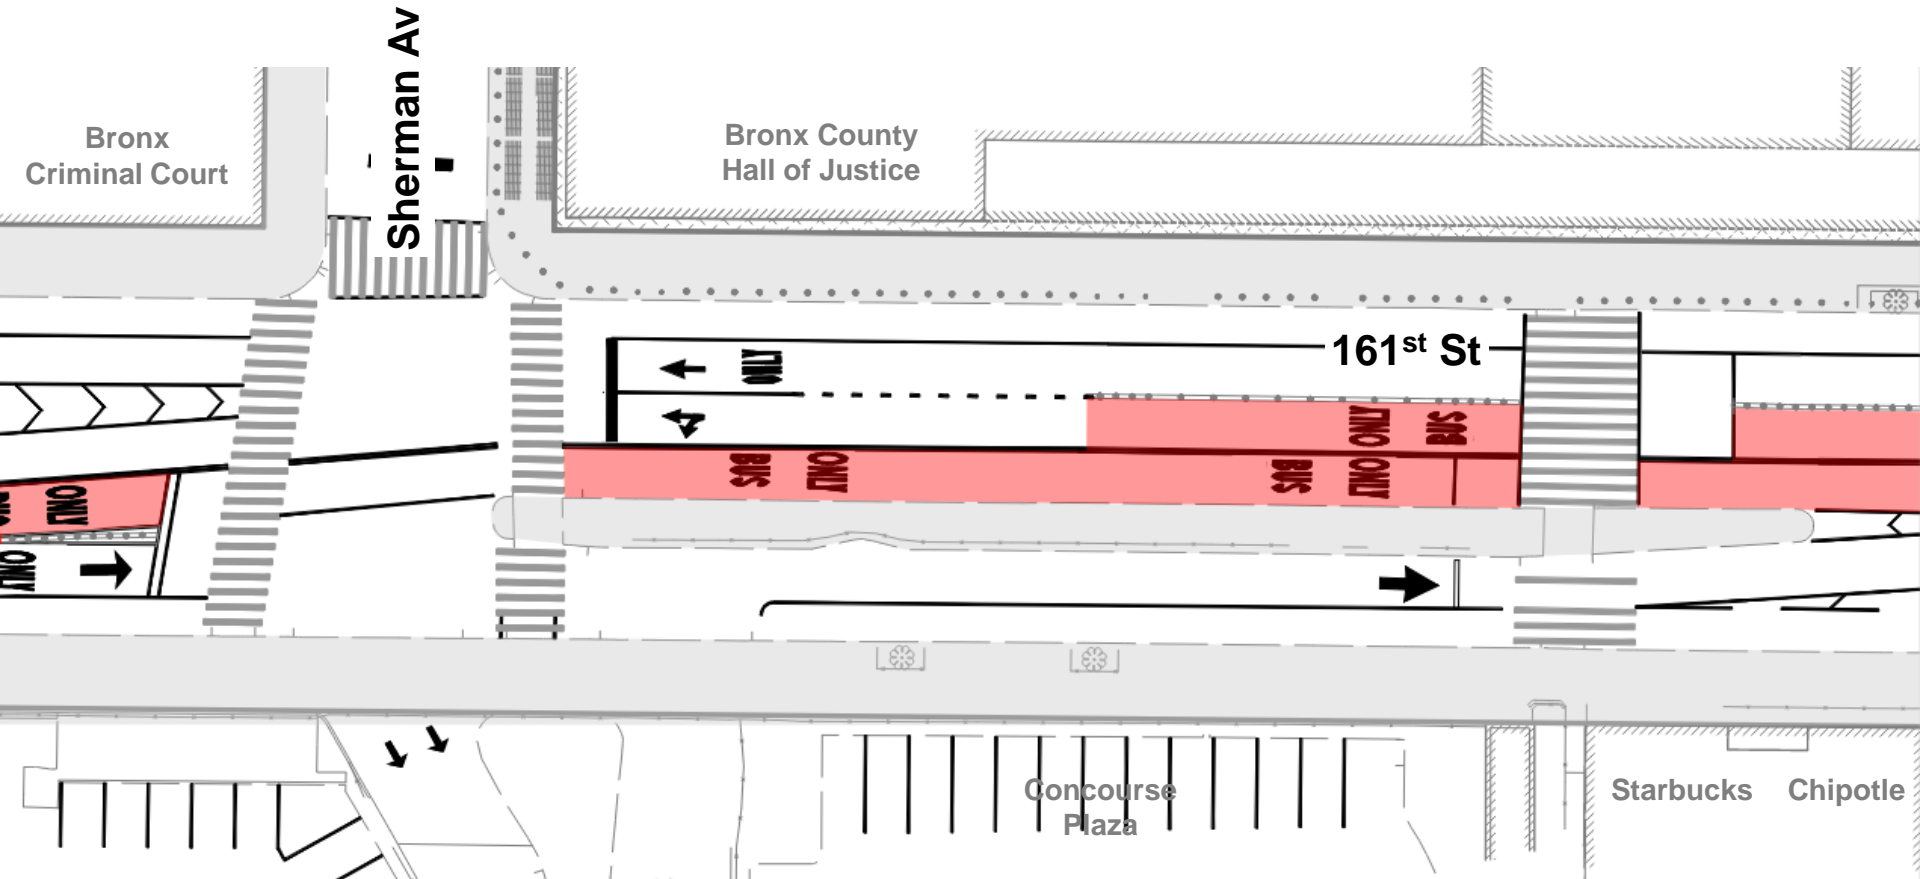 Sherman Av
Bronx
Criminal Court
Bronx County
Hall of Justice
161st St
ONLY
ONLY
BUS
BUS
ONLY
BUS
ONLY
ONLY
ONLY
Concourse
Plaza
Starbucks
Chipotle